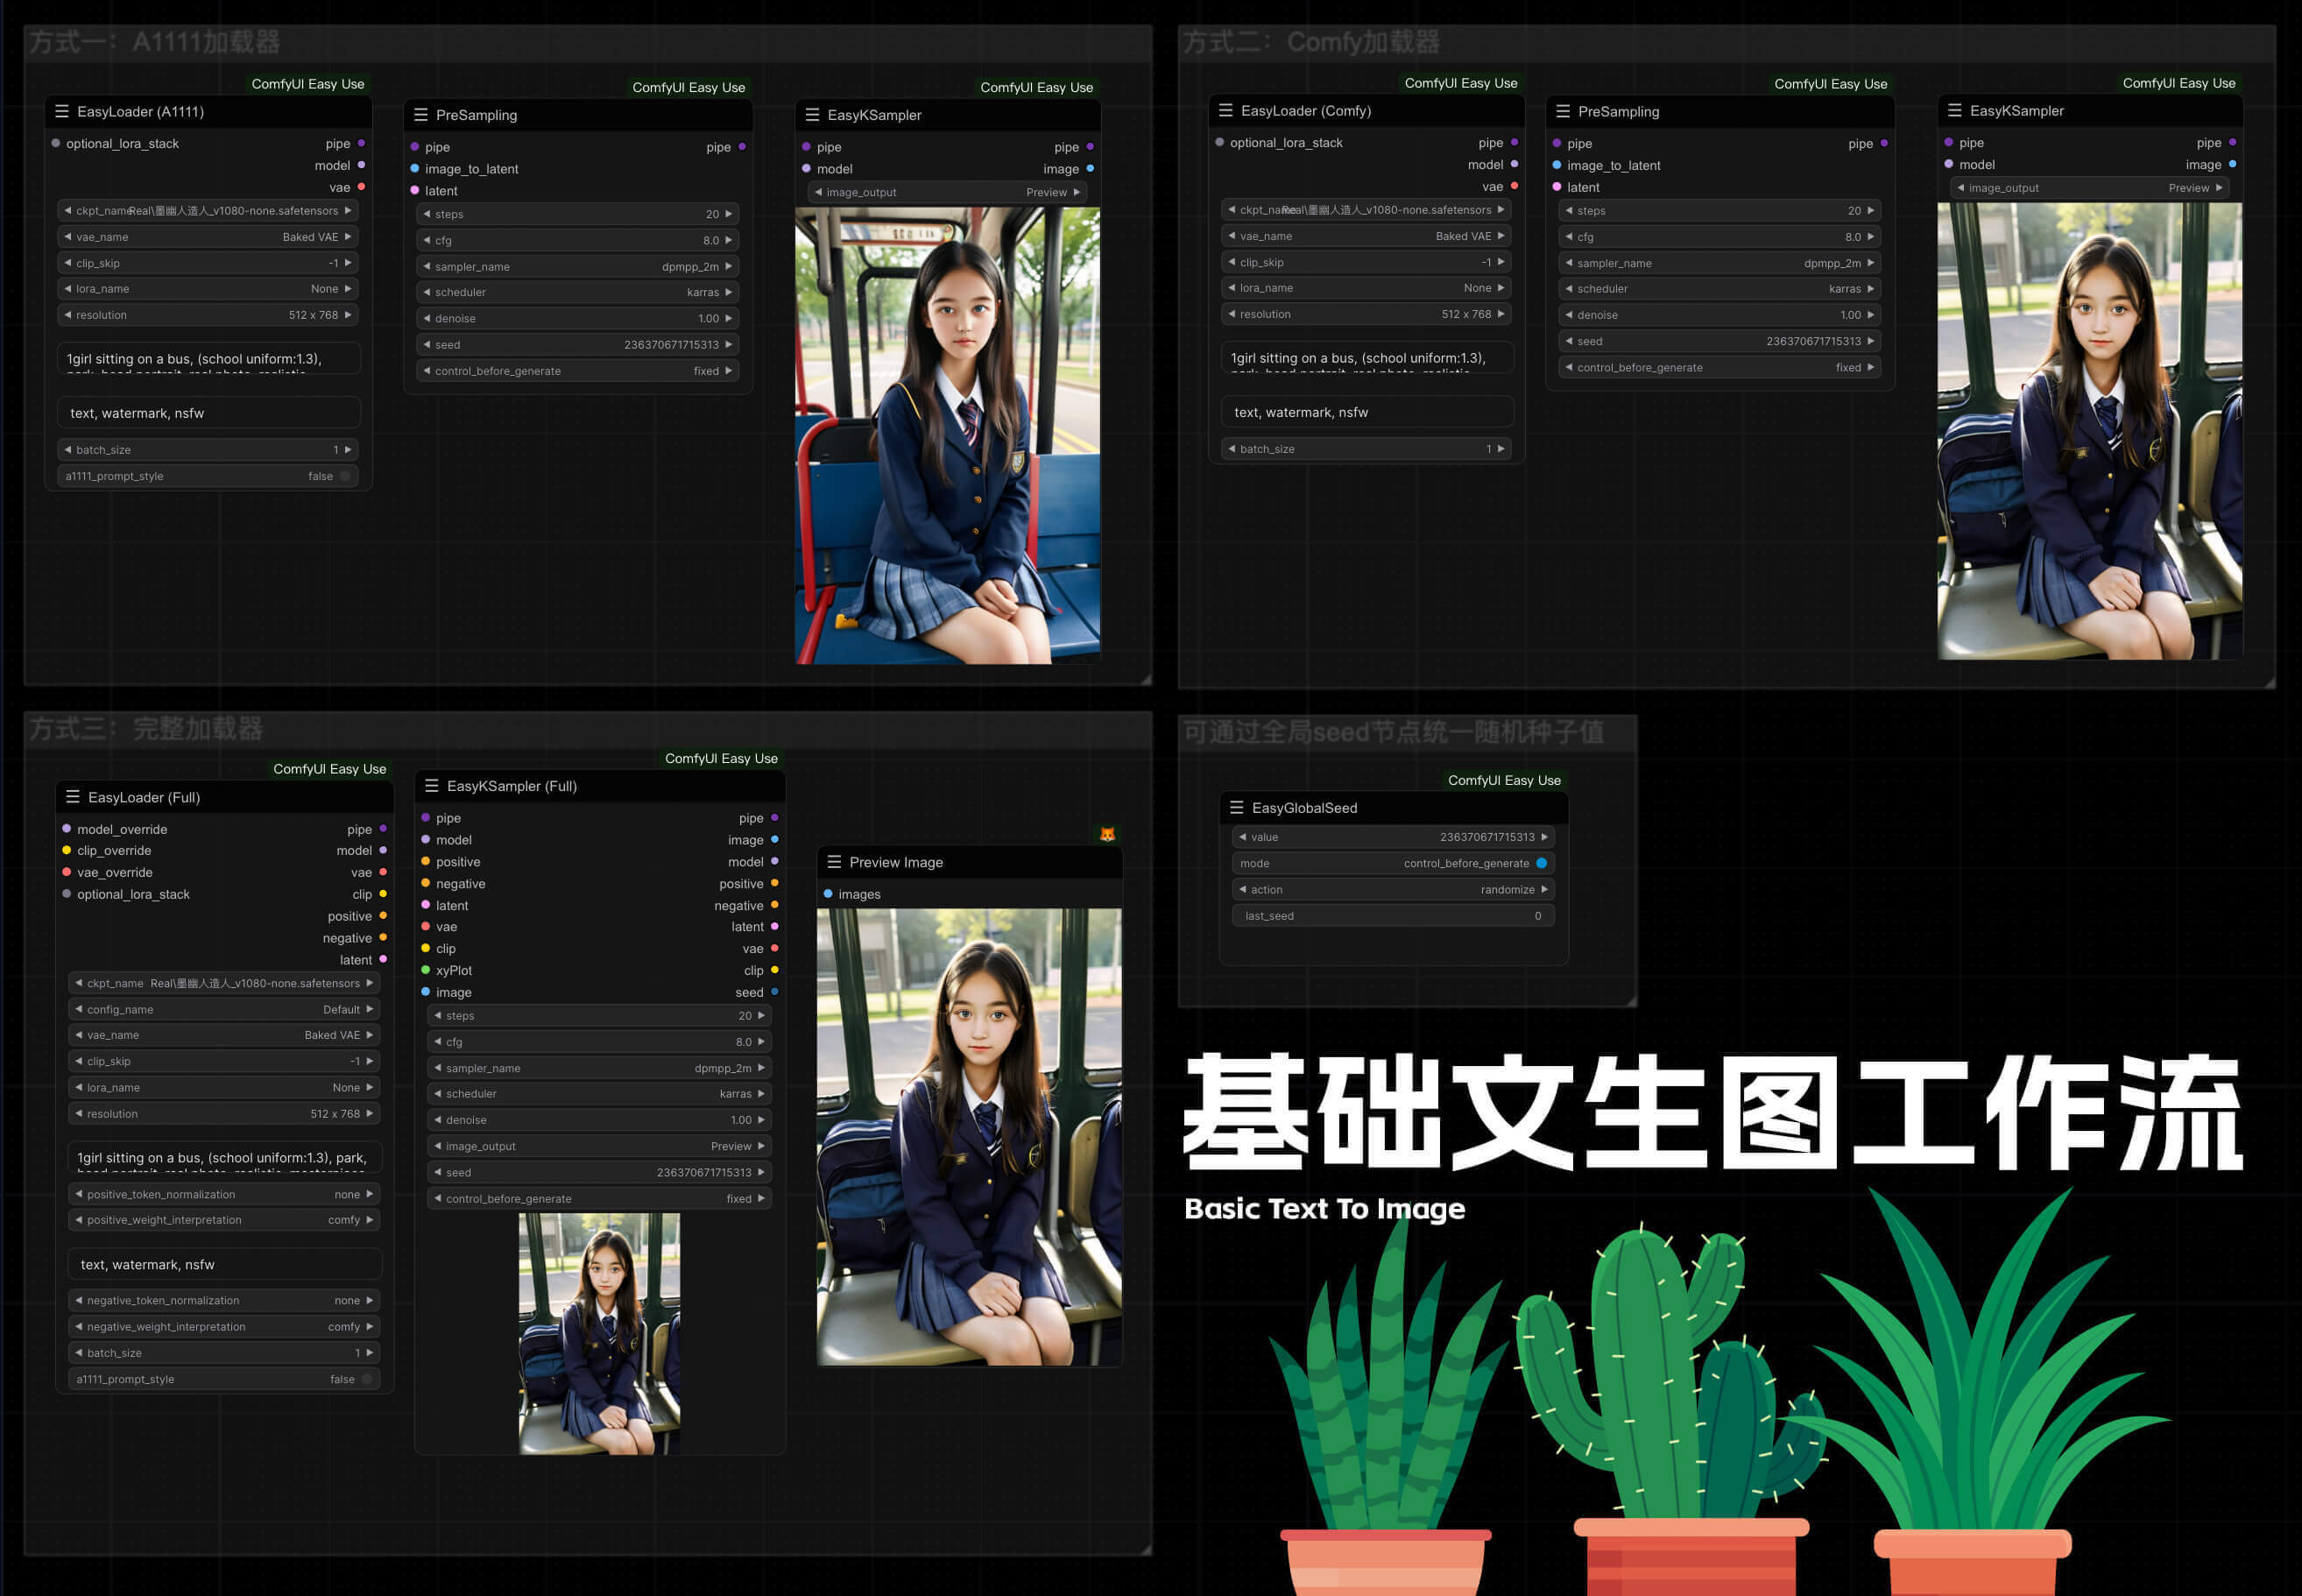 方式一：A1111加载器
ComfyUI Easy Use
EasyLoader (A1111)
optional_lora_stack pipe
model
vae
ckpt_name Real\墨幽人造人_v1080-none.safetensors
vae_name Baked VAE
clip_skip -1
lora_name None
resolution 512 x 768
1girl sitting on a bus, (school uniform:1.3),
park, head portrait, real photo, realistic
text, watermark, nsfw
batch_size 1
a1111_prompt_style false
ComfyUI Easy Use
PreSampling
pipe pipe
image_to_latent
latent
steps 20
cfg 8.0
sampler_name dpmpp_2m
scheduler karras
denoise 1.00
seed 236370671715313
control_before_generate fixed
ComfyUI Easy Use
EasyKSampler
pipe pipe
model image
image_output Preview
方式二：Comfy加载器
ComfyUI Easy Use
EasyLoader (Comfy)
optional_lora_stack pipe
model
vae
ckpt_name Real\墨幽人造人_v1080-none.safetensors
vae_name Baked VAE
clip_skip -1
lora_name None
resolution 512 x 768
1girl sitting on a bus, (school uniform:1.3),
park, head portrait, real photo, realistic
text, watermark, nsfw
batch_size 1
ComfyUI Easy Use
PreSampling
pipe pipe
image_to_latent
latent
steps 20
cfg 8.0
sampler_name dpmpp_2m
scheduler karras
denoise 1.00
seed 236370671715313
control_before_generate fixed
ComfyUI Easy Use
EasyKSampler
pipe pipe
model image
image_output Preview
方式三：完整加载器
ComfyUI Easy Use
EasyLoader (Full)
model_override pipe
clip_override model
vae_override vae
optional_lora_stack clip
positive
negative
latent
ckpt_name Real\墨幽人造人_v1080-none.safetensors
config_name Default
vae_name Baked VAE
clip_skip -1
lora_name None
resolution 512 x 768
1girl sitting on a bus, (school uniform:1.3), park,
head portrait, real photo, realistic, masterpiece
positive_token_normalization none
positive_weight_interpretation comfy
text, watermark, nsfw
negative_token_normalization none
negative_weight_interpretation comfy
batch_size 1
a1111_prompt_style false
ComfyUI Easy Use
EasyKSampler (Full)
pipe pipe
model image
positive model
negative positive
latent negative
vae latent
clip vae
xyPlot clip
image seed
steps 20
cfg 8.0
sampler_name dpmpp_2m
scheduler karras
denoise 1.00
image_output Preview
seed 236370671715313
control_before_generate fixed
Preview Image
images
可通过全局seed节点统一随机种子值
ComfyUI Easy Use
EasyGlobalSeed
value 236370671715313
mode control_before_generate
action randomize
last_seed 0
基础文生图工作流
Basic Text To Image